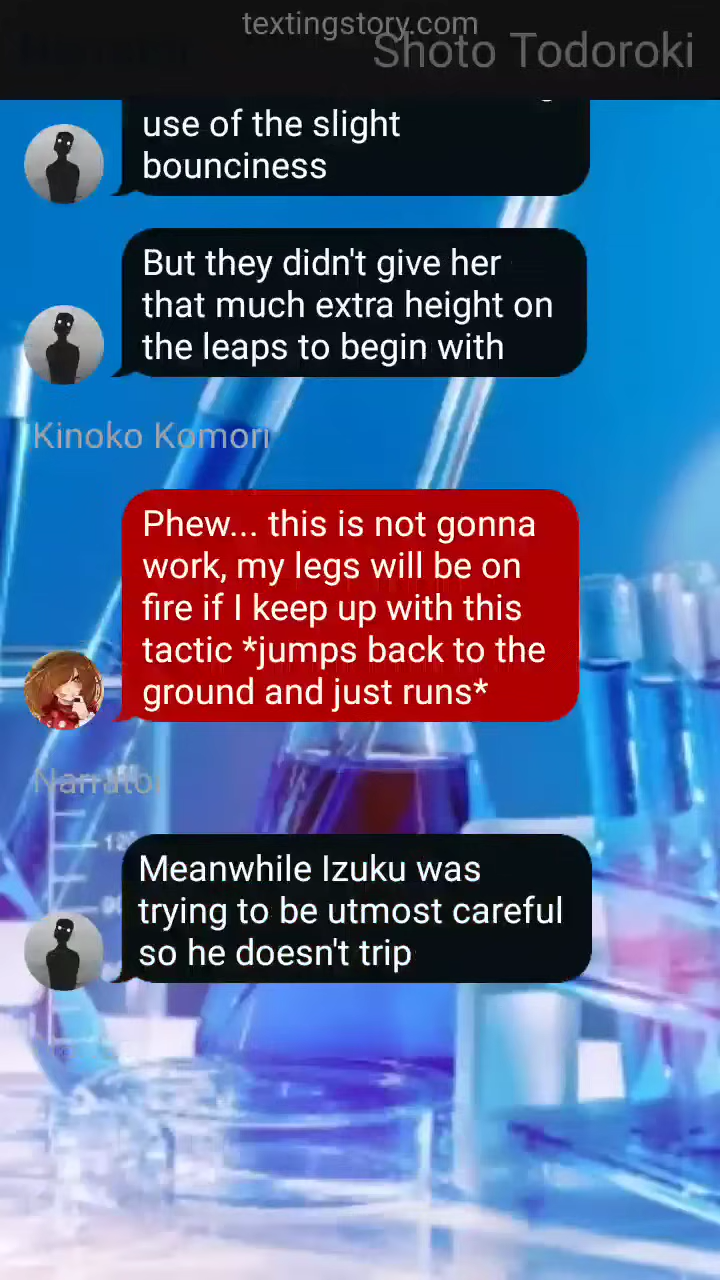 textingstory.com
Shoto Todoroki
use of the slight
bounciness
But they didn't give her
that much extra height on
the leaps to begin with
Kinoko Komori
Phew... this is not gonna
work, my legs will be on
fire if I keep up with this
tactic *jumps back to the
ground and just runs*
Narrator
Meanwhile Izuku was
trying to be utmost careful
so he doesn't trip